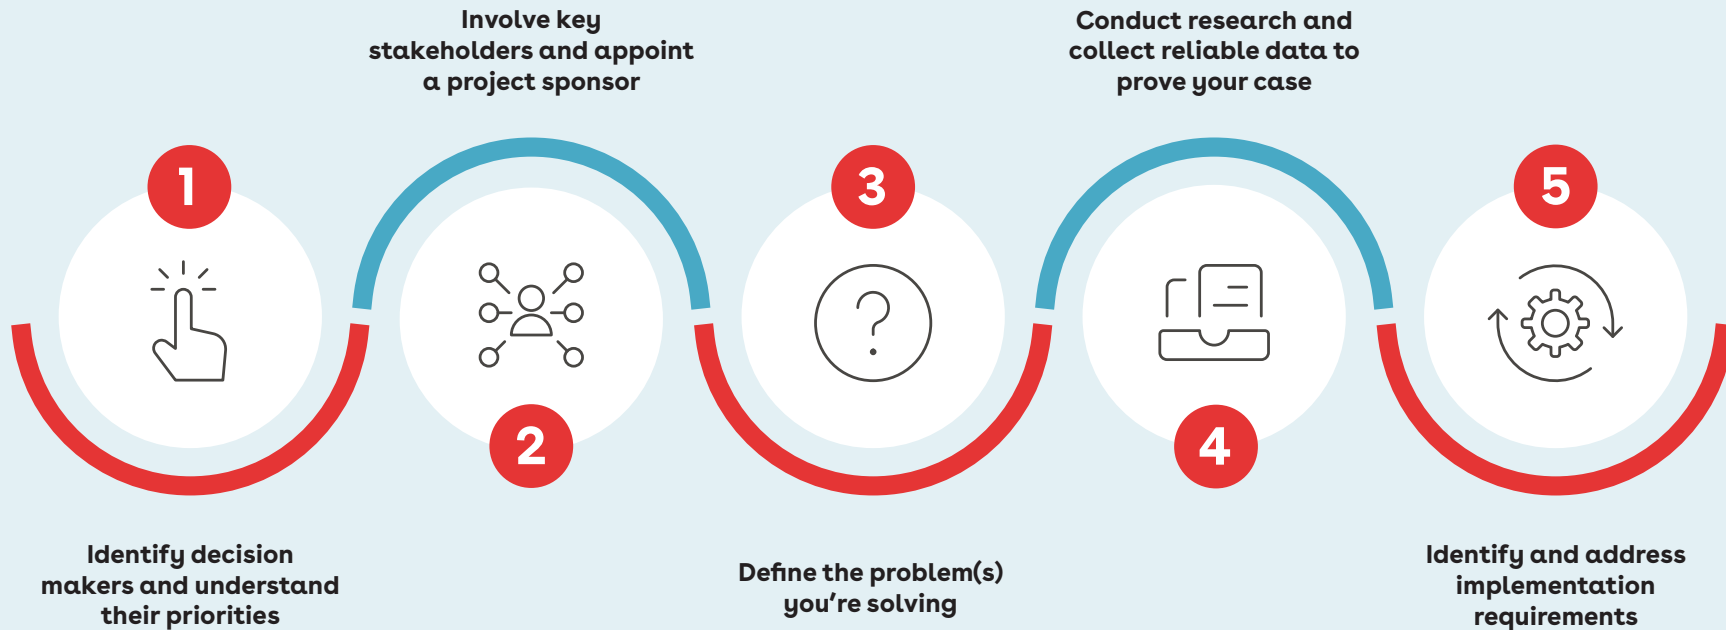 1
Identify decision
makers and understand
their priorities
Involve key
stakeholders and appoint
a project sponsor
2
3
Define the problem(s)
you're solving
Conduct research and
collect reliable data to
prove your case
4
5
Identify and address
implementation
requirements